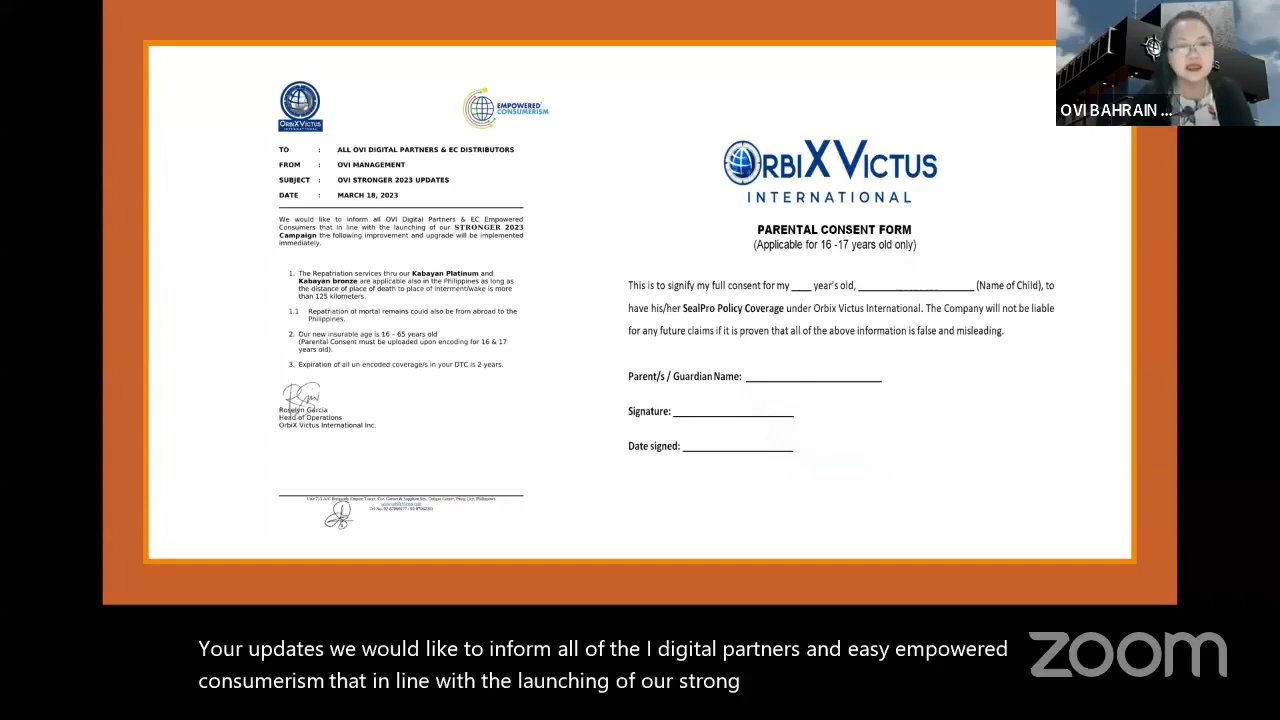 ORBIX VICTUS
INTERNATIONAL
EMPOWERED
CONSUMERISM
TO : ALL OVI DIGITAL PARTNERS & EC DISTRIBUTORS
FROM : OVI MANAGEMENT
SUBJECT : OVI STRONGER 2023 UPDATES
DATE : MARCH 18, 2023
We would like to inform all OVI Digital Partners & EC Empowered
Consumers that in line with the launching of our STRONGER 2023
Campaign the following improvement and upgrade will be implemented
immediately.
1. The Repatriation services thru our Kabayan Platinum and
Kabayan bronze are applicable also in the Philippines as long as
the distance of place of death to place of interment/wake is more
than 125 kilometers.
1.1 Repatriation of mortal remains could also be from abroad to the
Philippines.
2. Our new insurable age is 16 – 65 years old
(Parental Consent must be uploaded upon encoding for 16 & 17
years old).
3. Expiration of all un-encoded coverage/s in your DTC is 2 years.
Roselyn Garcia
Head of Operations
OrbiX Victus International Inc.
www.orbiXVictus.com
ORBIX VICTUS
INTERNATIONAL
PARENTAL CONSENT FORM
(Applicable for 16 -17 years old only)
This is to signify my full consent for my ____ year's old, ____________________ (Name of Child), to
have his/her SealPro Policy Coverage under Orbix Victus International. The Company will not be liable
for any future claims if it is proven that all of the above information is false and misleading.
Parent/s / Guardian Name: _______________________
Signature: ____________________
Date signed: __________________
OVI BAHRAIN ...
Your updates we would like to inform all of the I digital partners and easy empowered
consumerism that in line with the launching of our strong
zoom